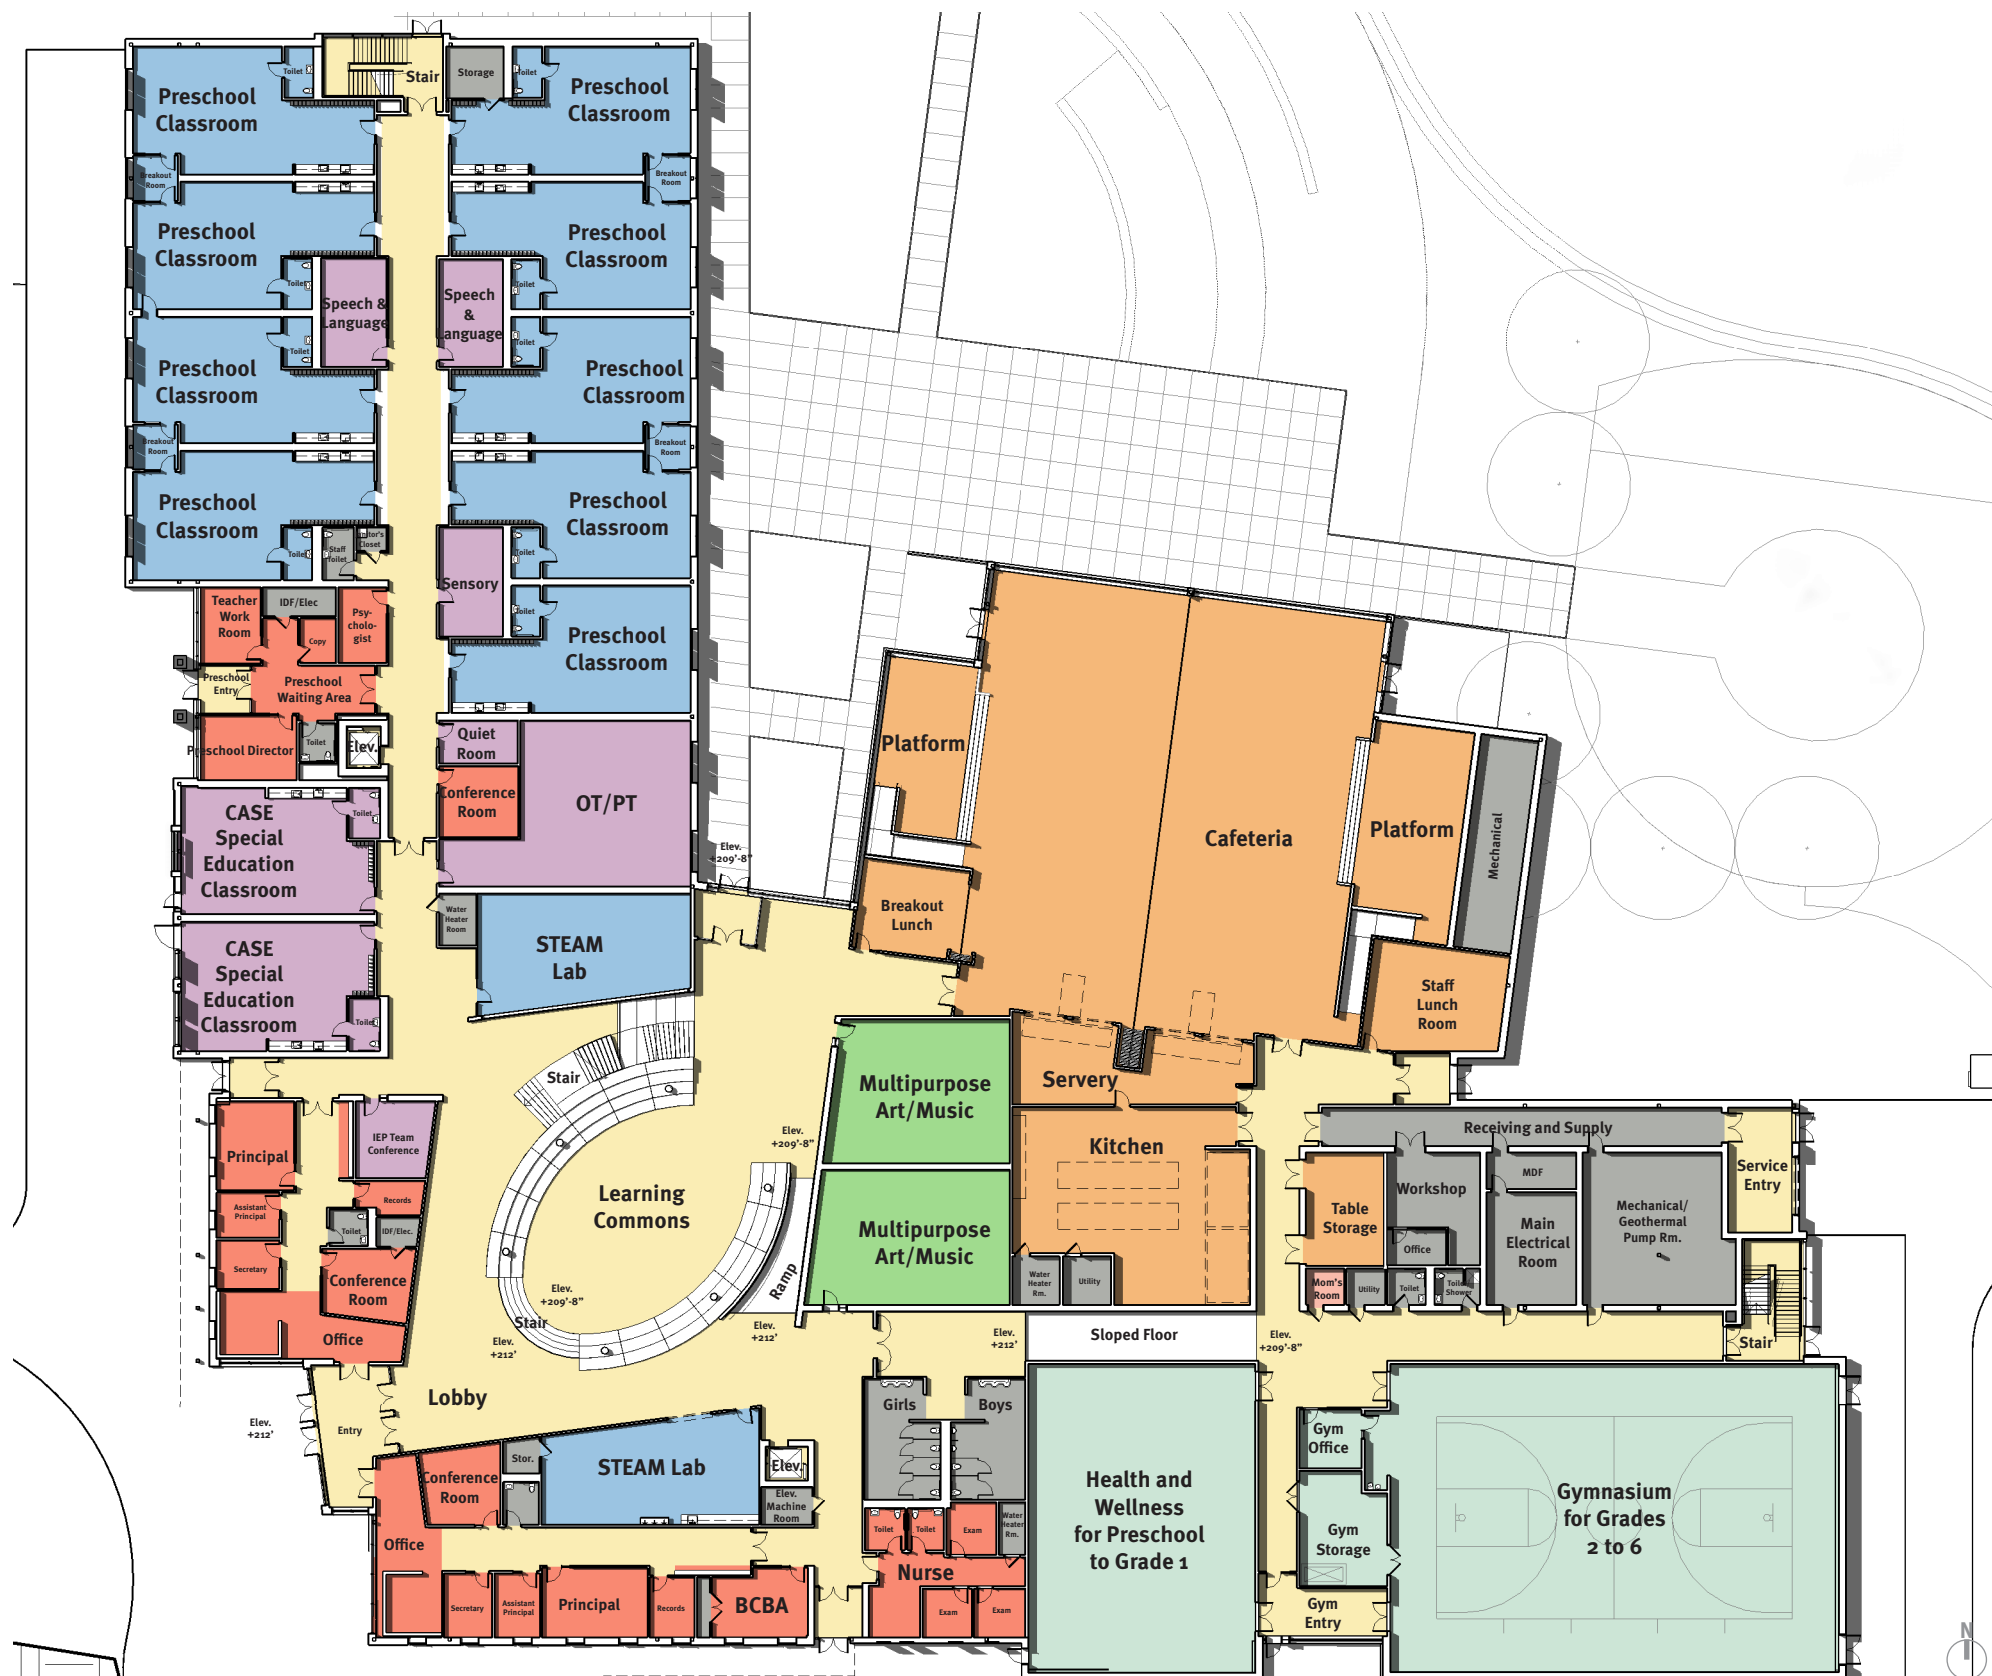 Preschool
Classroom
Toilet
Stair
Storage
Toilet
Preschool
Classroom
Breakout
Room
Breakout
Room
Preschool
Classroom
Toilet
Speech &
Language
Speech
&
Language
Toilet
Preschool
Classroom
Preschool
Classroom
Toilet
Toilet
Preschool
Classroom
Breakout
Room
Breakout
Room
Preschool
Classroom
Toilet
Staff
Toilet
Closet
Sensory
Toilet
Preschool
Classroom
Toilet
Preschool
Classroom
Teacher
Work
Room
IDF/Elec
Copy
Psy-
cholo-
gist
Preschool
Entry
Preschool
Waiting Area
Preschool Director
Toilet
Elev.
Quiet
Room
Conference
Room
OT/PT
CASE
Special
Education
Classroom
Toilet
CASE
Special
Education
Classroom
Toilet
Water
Heater
Room
STEAM
Lab
Elev.
+209'-8"
Platform
Breakout
Lunch
Cafeteria
Platform
Mechanical
Staff
Lunch
Room
Stair
Multipurpose
Art/Music
Servery
Kitchen
Elev.
+209'-8"
Learning
Commons
Multipurpose
Art/Music
Ramp
Elev.
+209'-8"
Stair
Elev.
+212'
Elev.
+212'
Elev.
+212'
Water
Heater
Rm.
Utility
Sloped Floor
Elev.
+209'-8"
Receiving and Supply
Service
Entry
Table
Storage
Workshop
Office
MDF
Main
Electrical
Room
Mechanical/
Geothermal
Pump Rm.
Mom's
Room
Utility
Toilet
Toilet/
Shower
Stair
Principal
IEP Team
Conference
Assistant
Principal
Records
Toilet
IDF/Elec.
Secretary
Conference
Room
Office
Lobby
Elev.
+212'
Entry
Girls
Boys
Conference
Room
Stor.
STEAM Lab
Elev.
Elev.
Machine
Room
Office
Toilet
Toilet
Exam
Water
Heater
Rm.
Nurse
Secretary
Assistant
Principal
Principal
Records
BCBA
Exam
Exam
Health and
Wellness
for Preschool
to Grade 1
Gym
Office
Gym
Storage
Gym
Entry
Gymnasium
for Grades
2 to 6
N